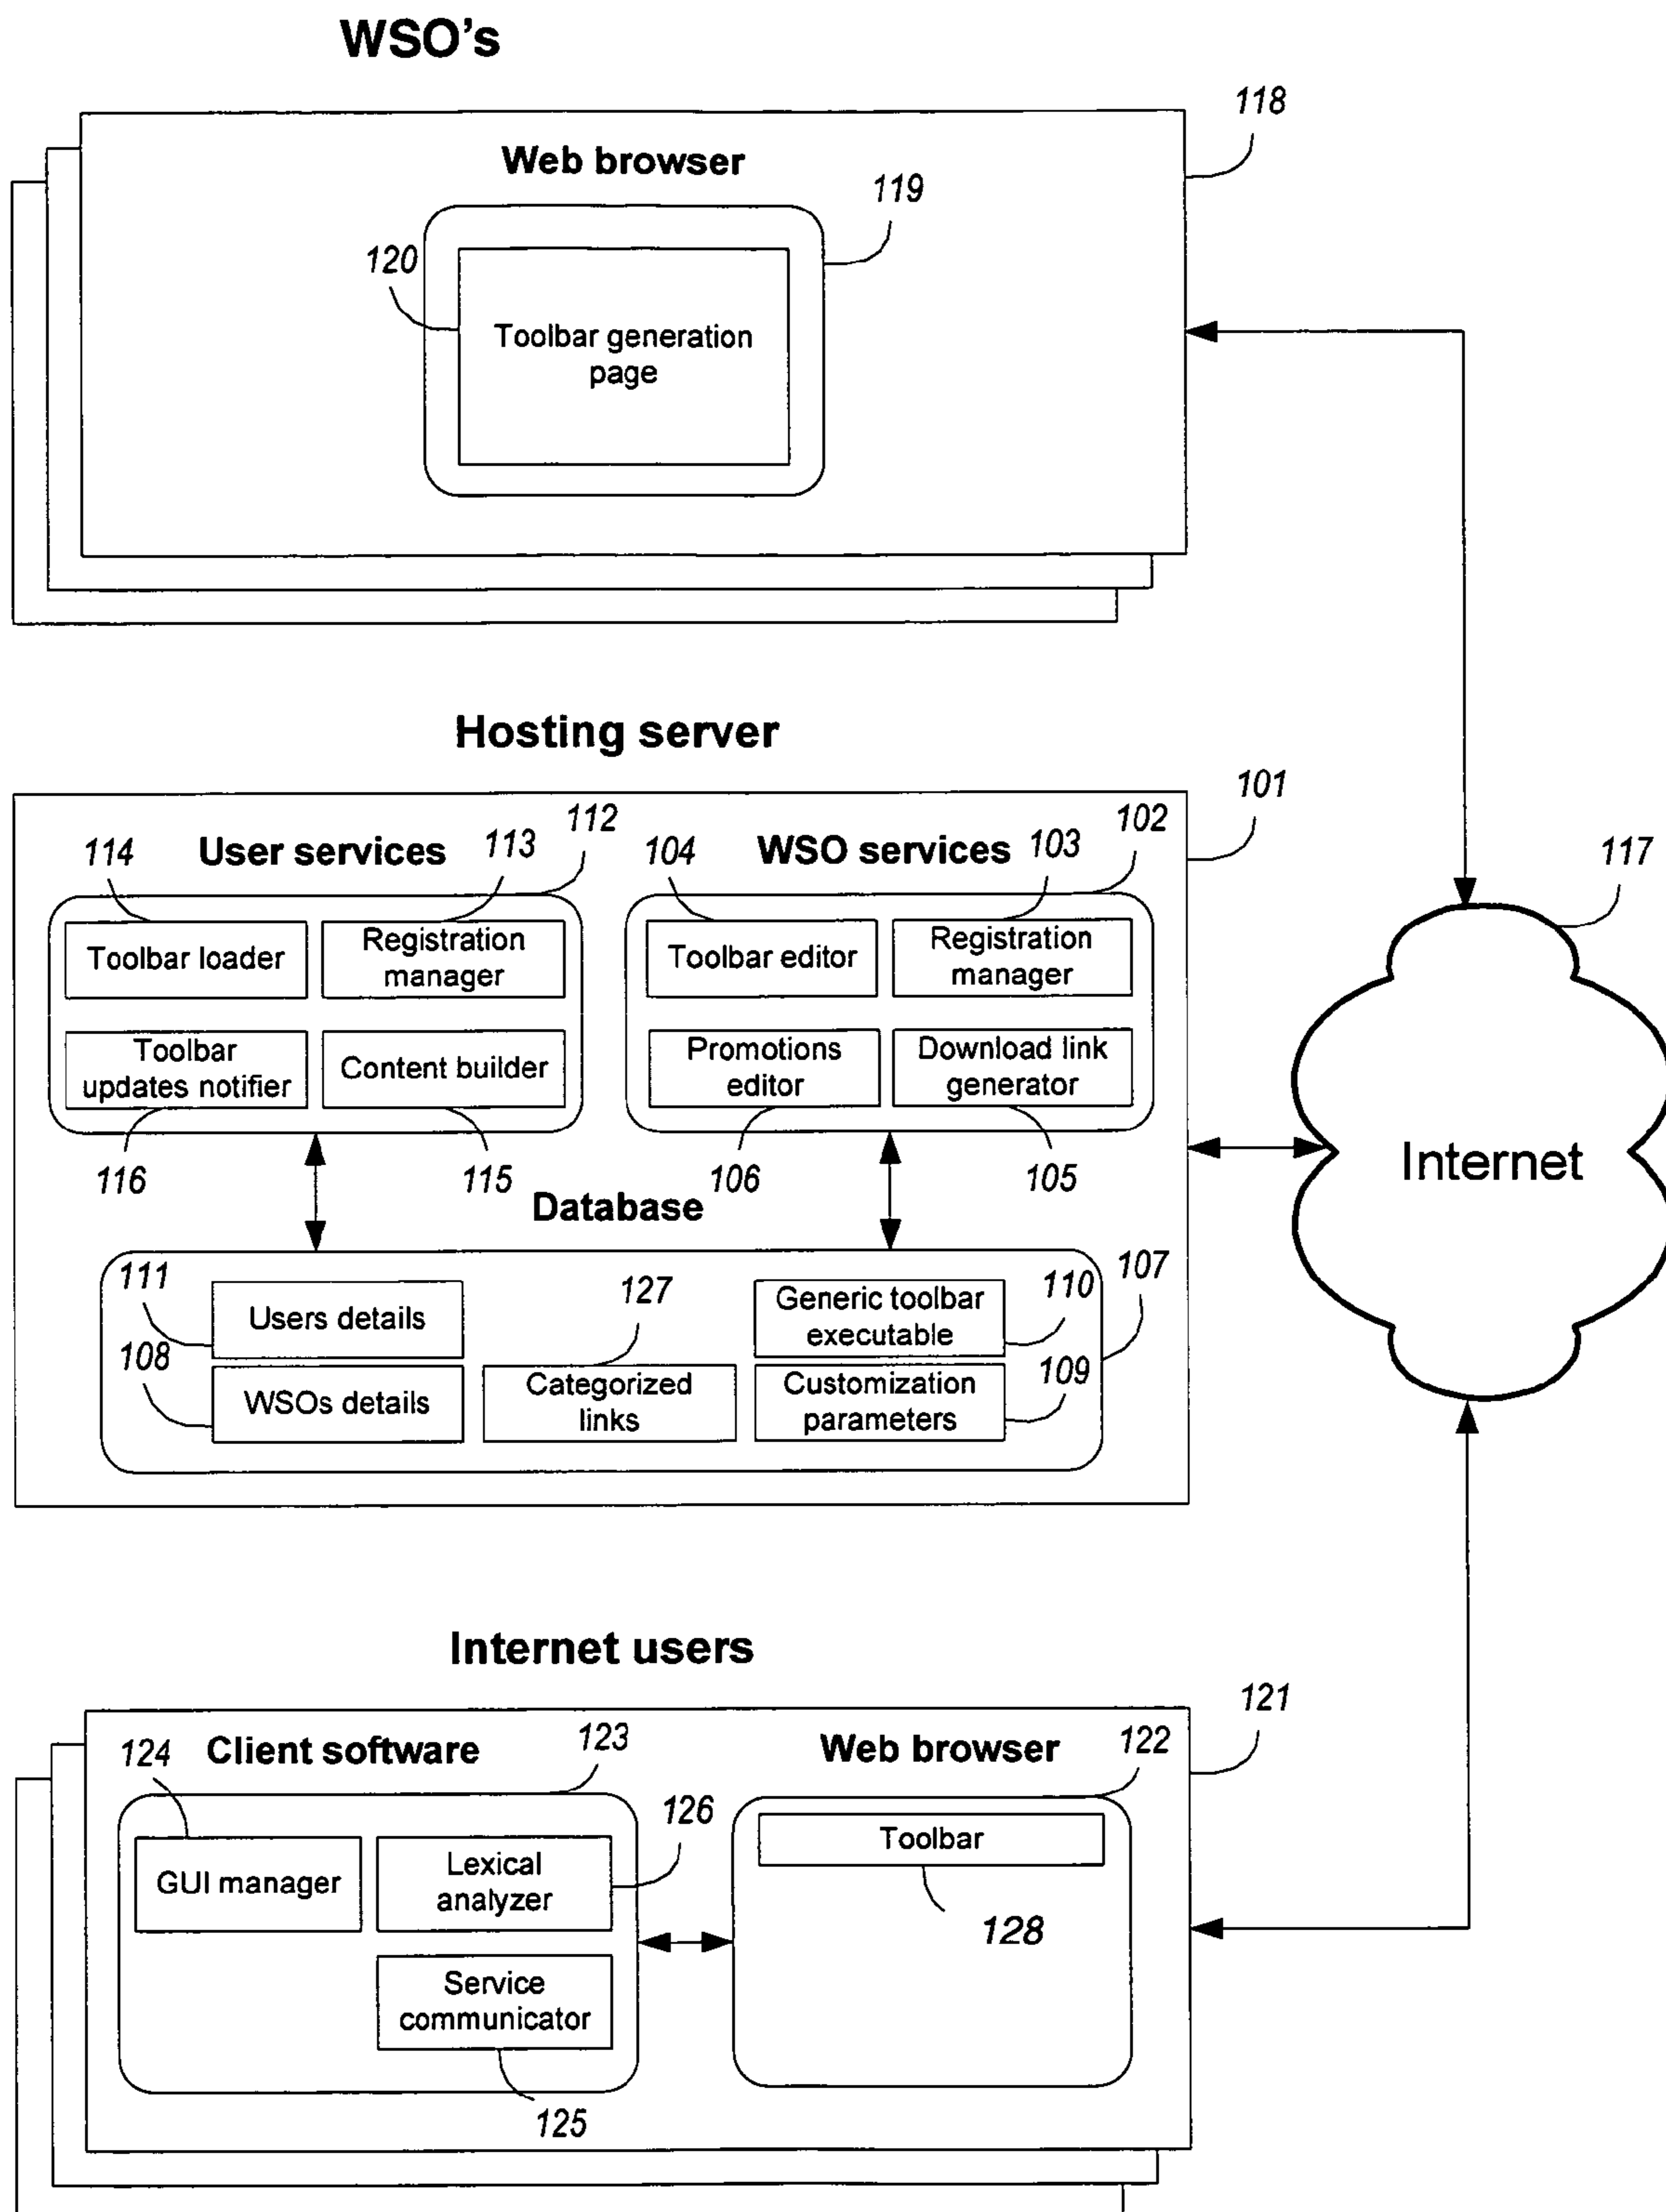 WSO's
118
Web browser
119
120
Toolbar generation
page
Hosting server
101
112
102
114
User services
113
104
WSO services
103
117
Toolbar loader
Registration
manager
Toolbar editor
Registration
manager
Toolbar
updates notifier
Content builder
Promotions
editor
Download link
generator
Internet
116
115
106
105
Database
111
127
110
107
Users details
Generic toolbar
executable
108
109
WSOs details
Categorized
links
Customization
parameters
Internet users
121
124
Client software
123
Web browser
122
126
Toolbar
GUI manager
Lexical
analyzer
128
Service
communicator
125